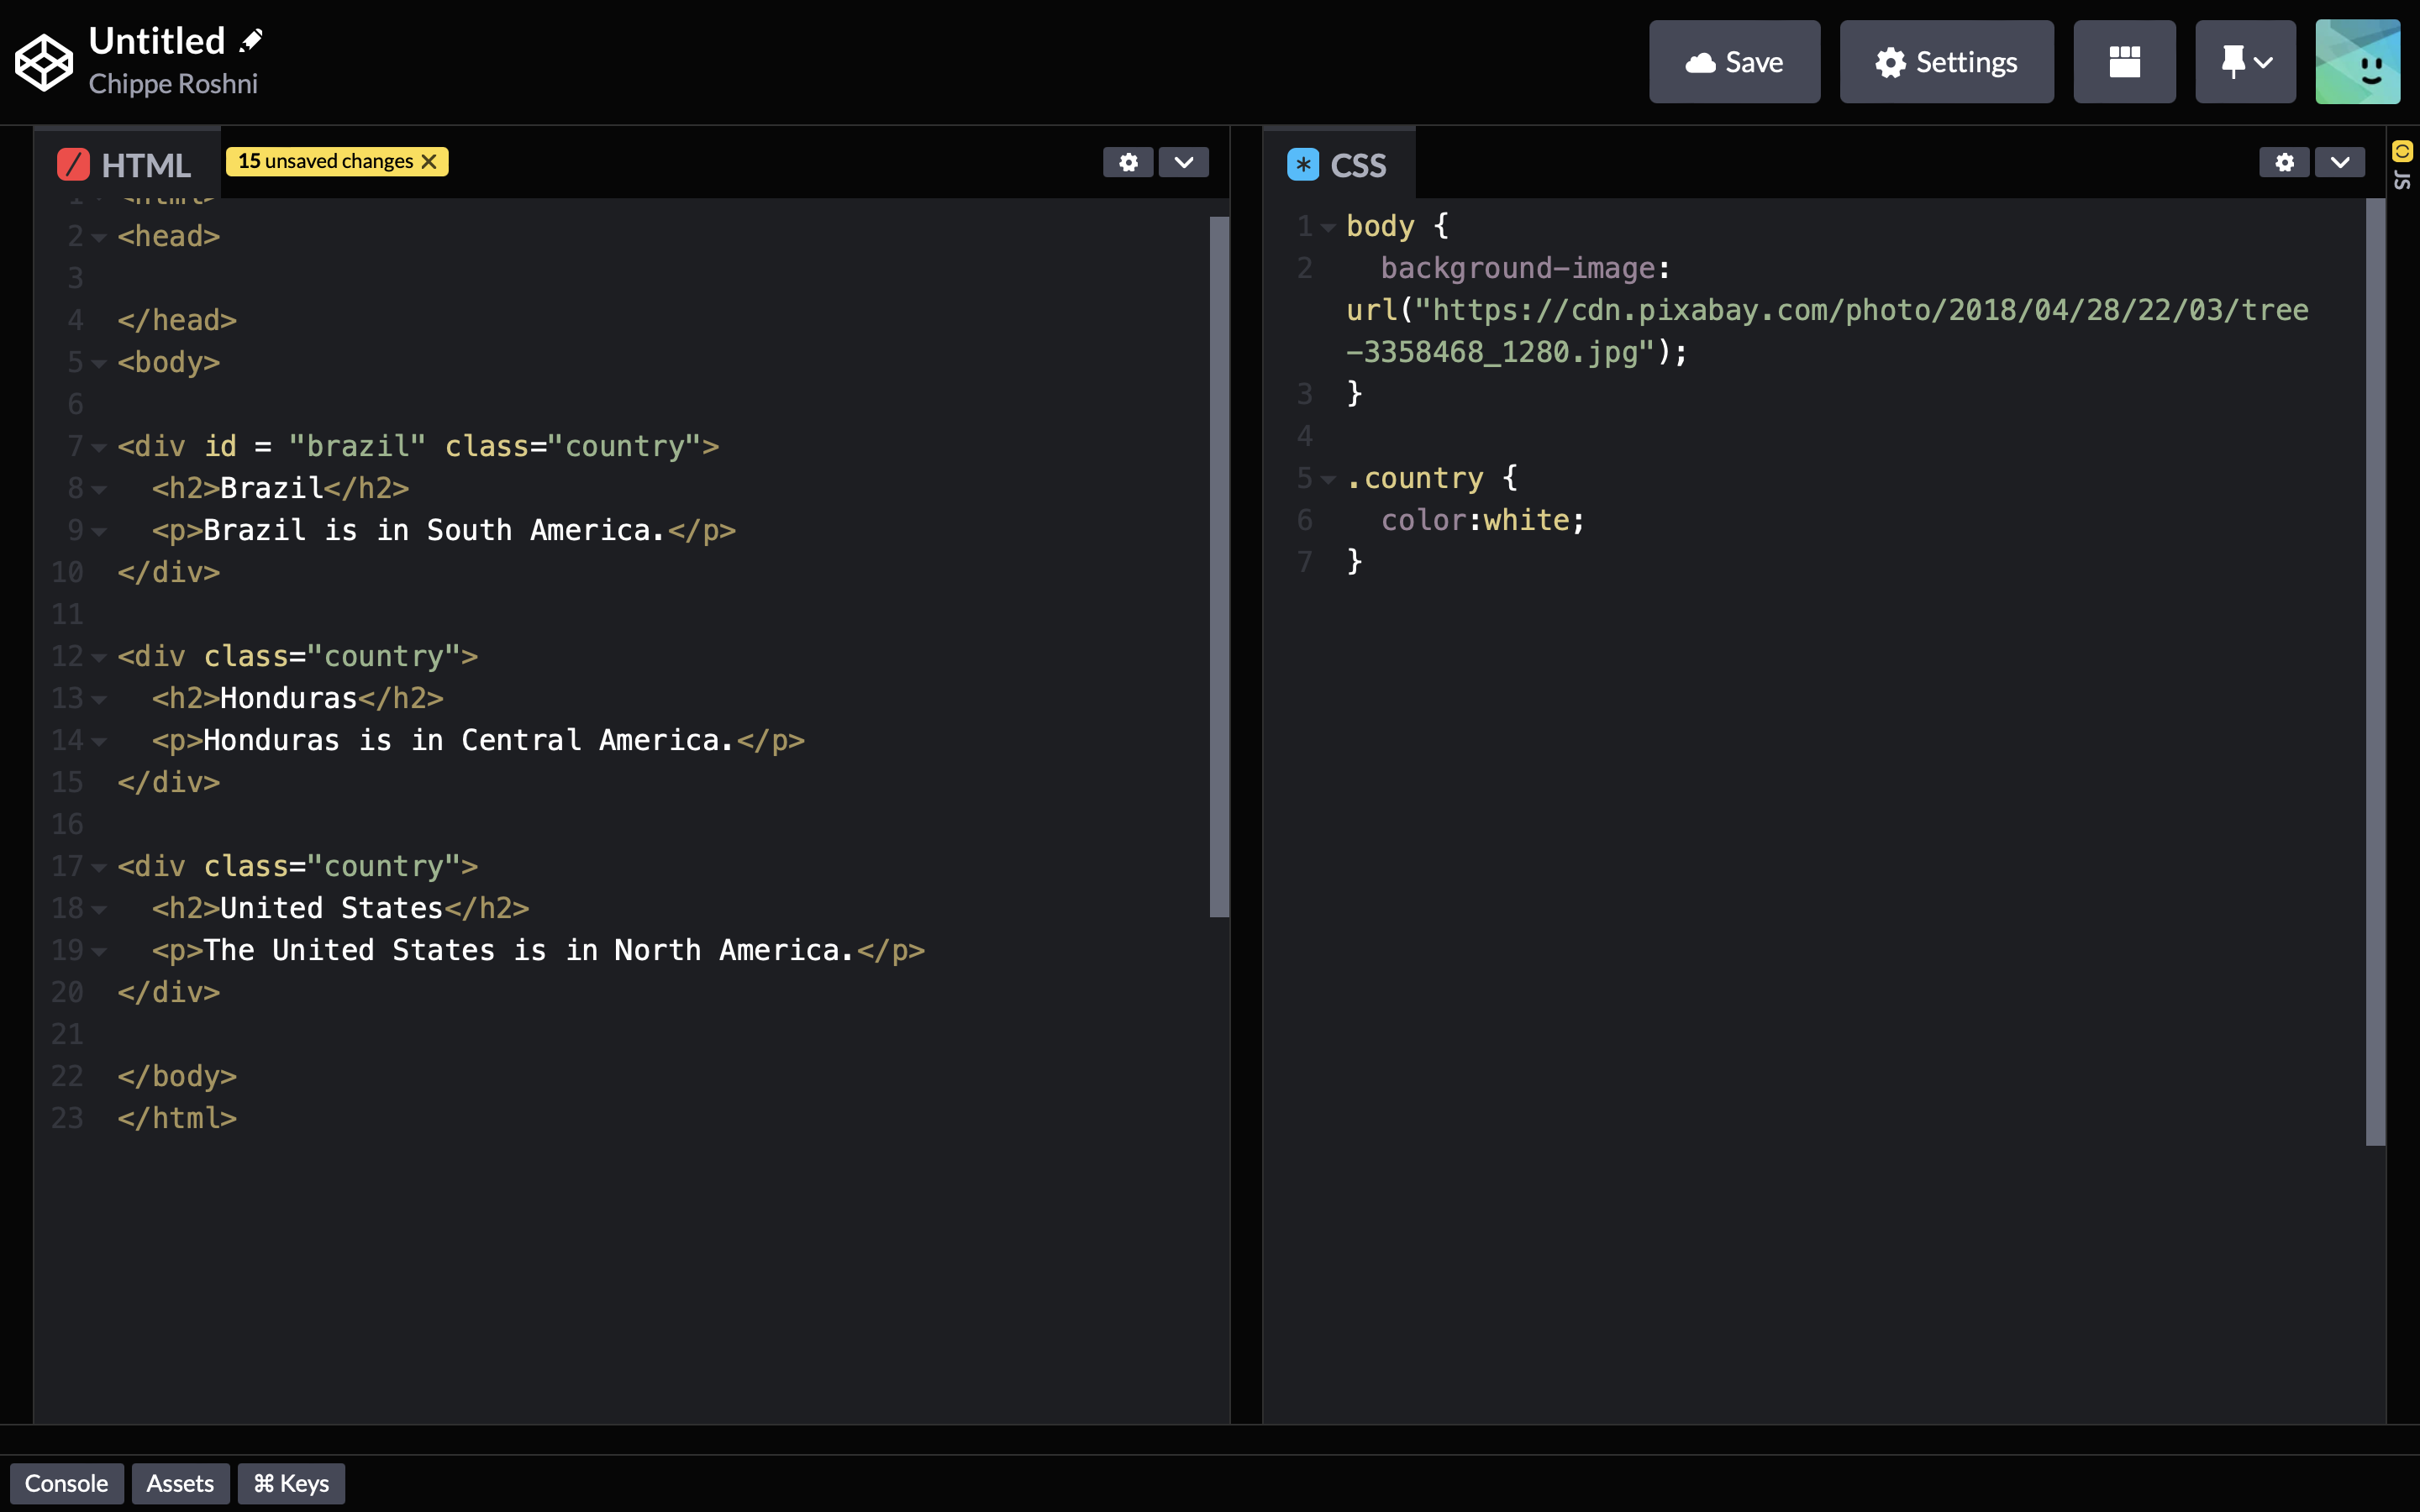 Untitled
Chippe Roshni
Save
Settings
HTML
15 unsaved changes
1 <html>
2 <head>
3
4 </head>
5 <body>
6
7 <div id = "brazil" class="country">
8 <h2>Brazil</h2>
9 <p>Brazil is in South America.</p>
10 </div>
11
12 <div class="country">
13 <h2>Honduras</h2>
14 <p>Honduras is in Central America.</p>
15 </div>
16
17 <div class="country">
18 <h2>United States</h2>
19 <p>The United States is in North America.</p>
20 </div>
21
22 </body>
23 </html>
CSS
1 body {
2 background-image:
url("https://cdn.pixabay.com/photo/2018/04/28/22/03/tree
-3358468_1280.jpg");
3 }
4
5 .country {
6 color:white;
7 }
JS
Console
Assets
⌘ Keys